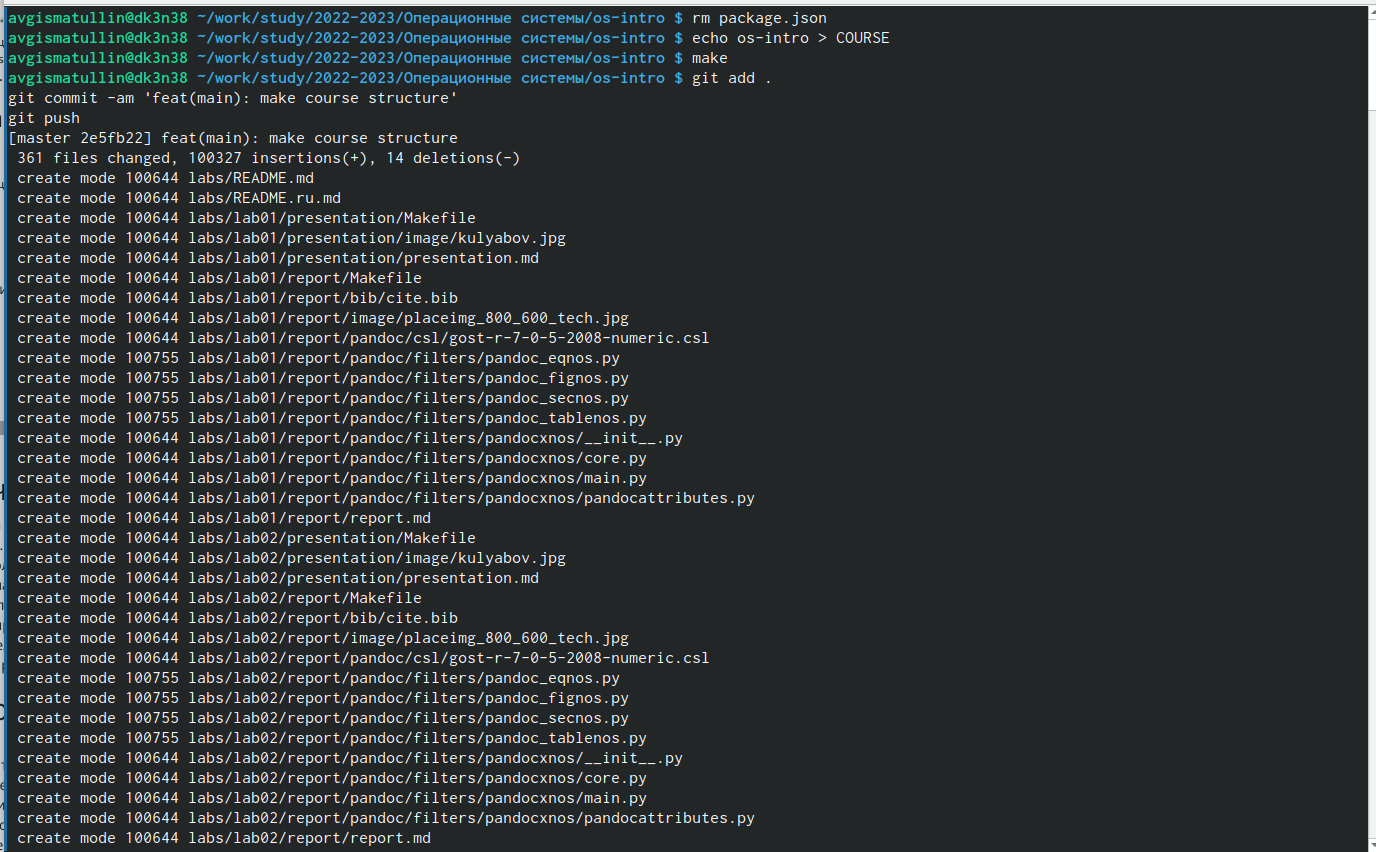 avgismatullin@dk3n38 ~/work/study/2022-2023/Операционные системы/os-intro $ rm package.json
avgismatullin@dk3n38 ~/work/study/2022-2023/Операционные системы/os-intro $ echo os-intro > COURSE
avgismatullin@dk3n38 ~/work/study/2022-2023/Операционные системы/os-intro $ make
avgismatullin@dk3n38 ~/work/study/2022-2023/Операционные системы/os-intro $ git add .
git commit -am 'feat(main): make course structure'
git push
[master 2e5fb22] feat(main): make course structure
 361 files changed, 100327 insertions(+), 14 deletions(-)
 create mode 100644 labs/README.md
 create mode 100644 labs/README.ru.md
 create mode 100644 labs/lab01/presentation/Makefile
 create mode 100644 labs/lab01/presentation/image/kulyabov.jpg
 create mode 100644 labs/lab01/presentation/presentation.md
 create mode 100644 labs/lab01/report/Makefile
 create mode 100644 labs/lab01/report/bib/cite.bib
 create mode 100644 labs/lab01/report/image/placeimg_800_600_tech.jpg
 create mode 100644 labs/lab01/report/pandoc/csl/gost-r-7-0-5-2008-numeric.csl
 create mode 100755 labs/lab01/report/pandoc/filters/pandoc_eqnos.py
 create mode 100755 labs/lab01/report/pandoc/filters/pandoc_fignos.py
 create mode 100755 labs/lab01/report/pandoc/filters/pandoc_secnos.py
 create mode 100755 labs/lab01/report/pandoc/filters/pandoc_tablenos.py
 create mode 100644 labs/lab01/report/pandoc/filters/pandocxnos/__init__.py
 create mode 100644 labs/lab01/report/pandoc/filters/pandocxnos/core.py
 create mode 100644 labs/lab01/report/pandoc/filters/pandocxnos/main.py
 create mode 100644 labs/lab01/report/pandoc/filters/pandocxnos/pandocattributes.py
 create mode 100644 labs/lab01/report/report.md
 create mode 100644 labs/lab02/presentation/Makefile
 create mode 100644 labs/lab02/presentation/image/kulyabov.jpg
 create mode 100644 labs/lab02/presentation/presentation.md
 create mode 100644 labs/lab02/report/Makefile
 create mode 100644 labs/lab02/report/bib/cite.bib
 create mode 100644 labs/lab02/report/image/placeimg_800_600_tech.jpg
 create mode 100644 labs/lab02/report/pandoc/csl/gost-r-7-0-5-2008-numeric.csl
 create mode 100755 labs/lab02/report/pandoc/filters/pandoc_eqnos.py
 create mode 100755 labs/lab02/report/pandoc/filters/pandoc_fignos.py
 create mode 100755 labs/lab02/report/pandoc/filters/pandoc_secnos.py
 create mode 100755 labs/lab02/report/pandoc/filters/pandoc_tablenos.py
 create mode 100644 labs/lab02/report/pandoc/filters/pandocxnos/__init__.py
 create mode 100644 labs/lab02/report/pandoc/filters/pandocxnos/core.py
 create mode 100644 labs/lab02/report/pandoc/filters/pandocxnos/main.py
 create mode 100644 labs/lab02/report/pandoc/filters/pandocxnos/pandocattributes.py
 create mode 100644 labs/lab02/report/report.md